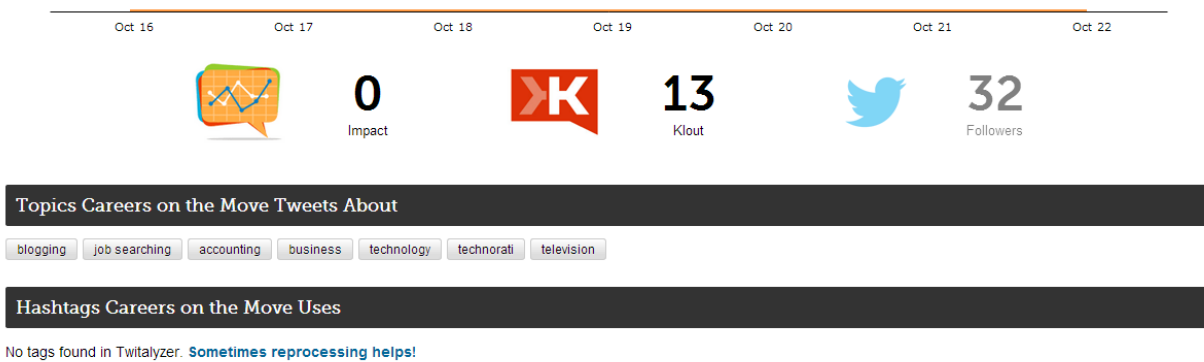 Oct 16 Oct 17 Oct 18 Oct 19 Oct 20 Oct 21 Oct 22
0 K 13 32
Impact Klout Followers
Topics Careers on the Move Tweets About
blogging job searching accounting business technology technorati television
Hashtags Careers on the Move Uses
No tags found in Twitalyzer. Sometimes reprocessing helps!